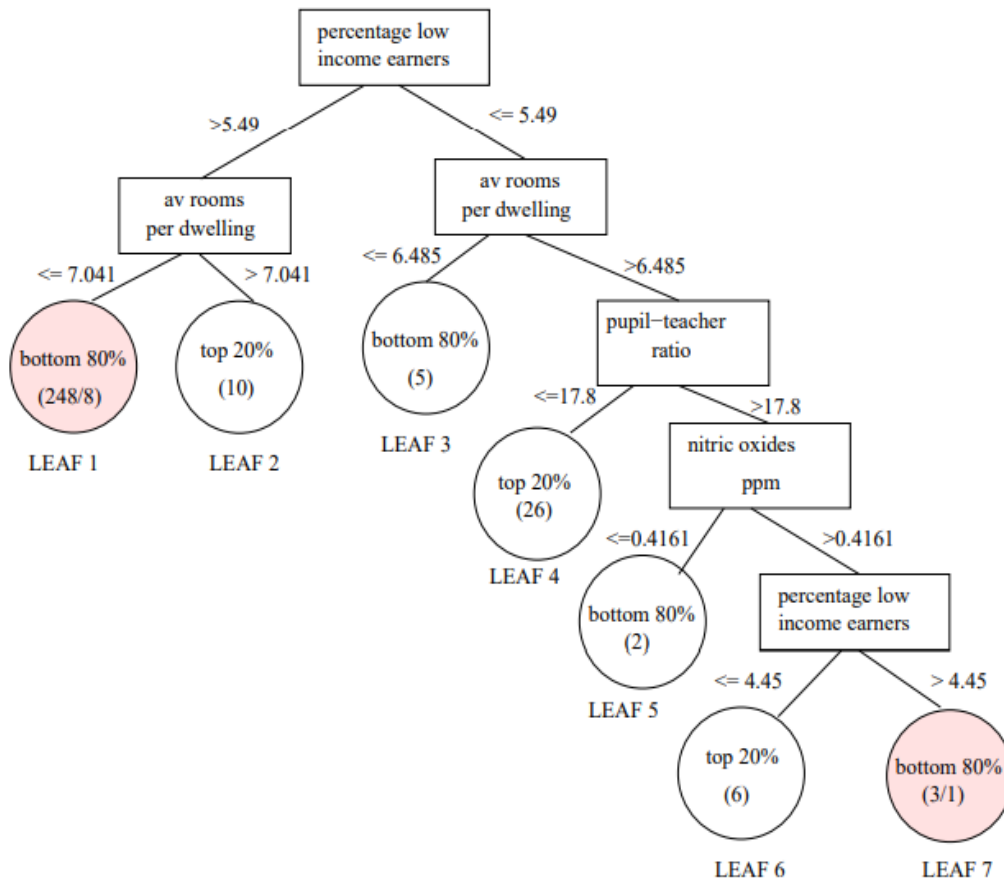 percentage low
income earners
>5.49
<= 5.49
av rooms
per dwelling
av rooms
per dwelling
<= 7.041
> 7.041
<= 6.485
>6.485
bottom 80%
(248/8)
LEAF 1
top 20%
(10)
LEAF 2
bottom 80%
(5)
LEAF 3
pupil−teacher
ratio
<=17.8
>17.8
top 20%
(26)
LEAF 4
nitric oxides
ppm
<=0.4161
>0.4161
bottom 80%
(2)
LEAF 5
percentage low
income earners
<= 4.45
> 4.45
top 20%
(6)
LEAF 6
bottom 80%
(3/1)
LEAF 7